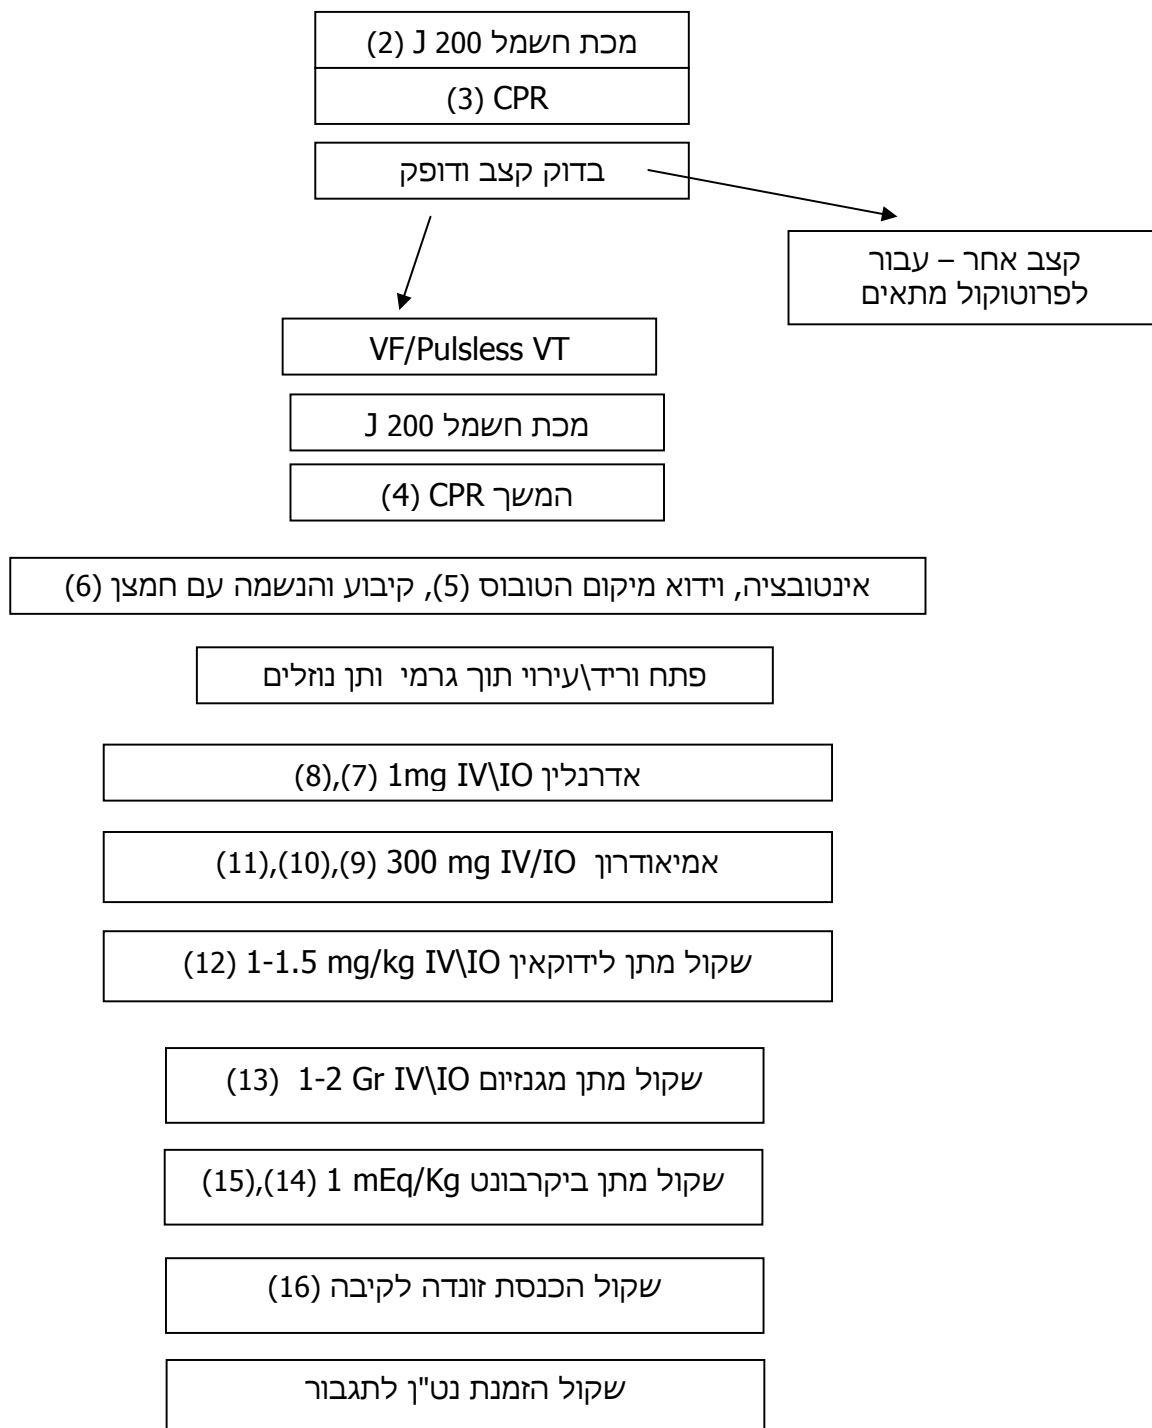 מכת חשמל 200 J (2)
CPR (3)
בדוק קצב ודופק
קצב אחר – עבור
לפרוטוקול מתאים
VF/Pulsless VT
מכת חשמל 200 J
המשך CPR (4)
אינטובציה, וידוא מיקום הטובוס (5), קיבוע והנשמה עם חמצן (6)
פתח וריד\עירוי תוך גרמי ותן נוזלים
אדרנלין 1mg IV\IO (7),(8)
אמיאודרון 300 mg IV/IO (9),(10),(11)
שקול מתן לידוקאין 1-1.5 mg/kg IV\IO (12)
שקול מתן מגנזיום 1-2 Gr IV\IO (13)
שקול מתן ביקרבונט 1 mEq/Kg (14),(15)
שקול הכנסת זונדה לקיבה (16)
שקול הזמנת נט"ן לתגבור